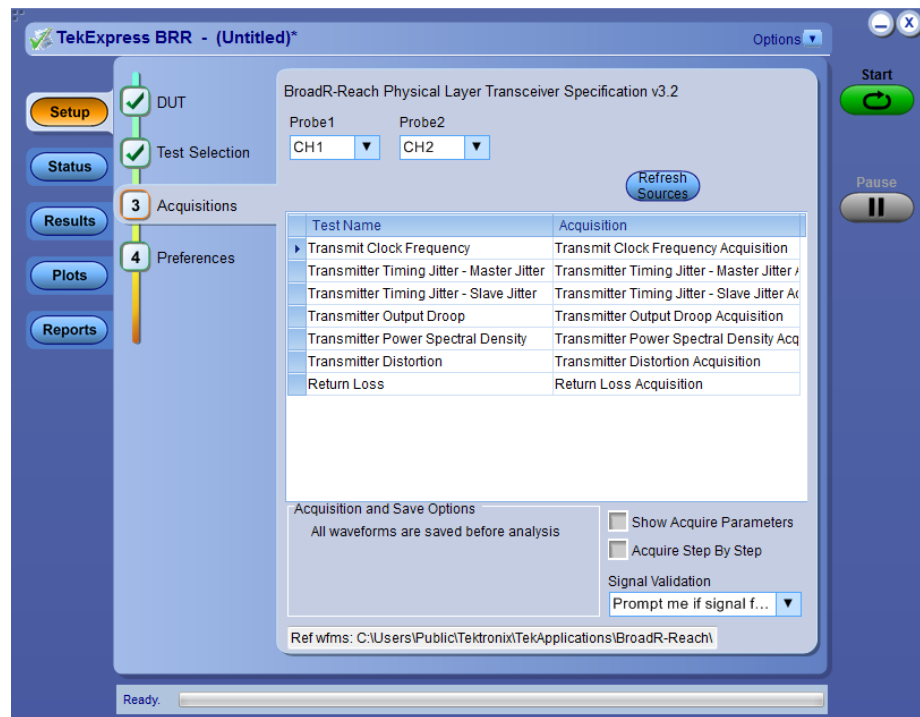 TekExpress BRR - (Untitled)*
Options
Start
Pause
Setup
Status
Results
Plots
Reports
DUT
Test Selection
3 Acquisitions
4 Preferences
BroadR-Reach Physical Layer Transceiver Specification v3.2
Probe1 Probe2
CH1 CH2
Refresh
Sources
Test Name Acquisition
Transmit Clock Frequency Transmit Clock Frequency Acquisition
Transmitter Timing Jitter - Master Jitter Transmitter Timing Jitter - Master Jitter
Transmitter Timing Jitter - Slave Jitter Transmitter Timing Jitter - Slave Jitter Ac
Transmitter Output Droop Transmitter Output Droop Acquisition
Transmitter Power Spectral Density Transmitter Power Spectral Density Acq
Transmitter Distortion Transmitter Distortion Acquisition
Return Loss Return Loss Acquisition
Acquisition and Save Options
All waveforms are saved before analysis
Show Acquire Parameters
Acquire Step By Step
Signal Validation
Prompt me if signal f...
Ref wfms: C:\Users\Public\Tektronix\TekApplications\BroadR-Reach\
Ready.